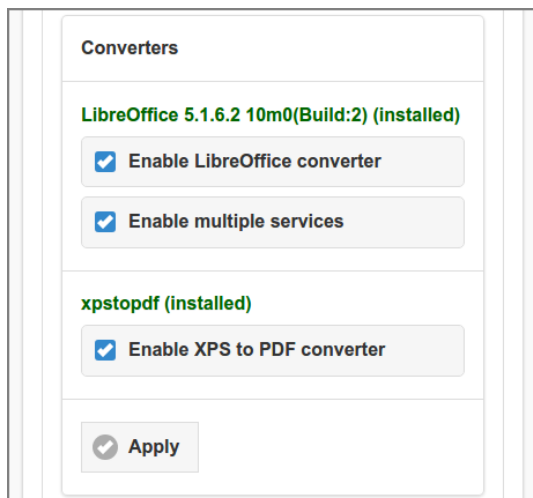 Converters
LibreOffice 5.1.6.2 10m0(Build:2) (installed)
Enable LibreOffice converter
Enable multiple services
xpstopdf (installed)
Enable XPS to PDF converter
Apply